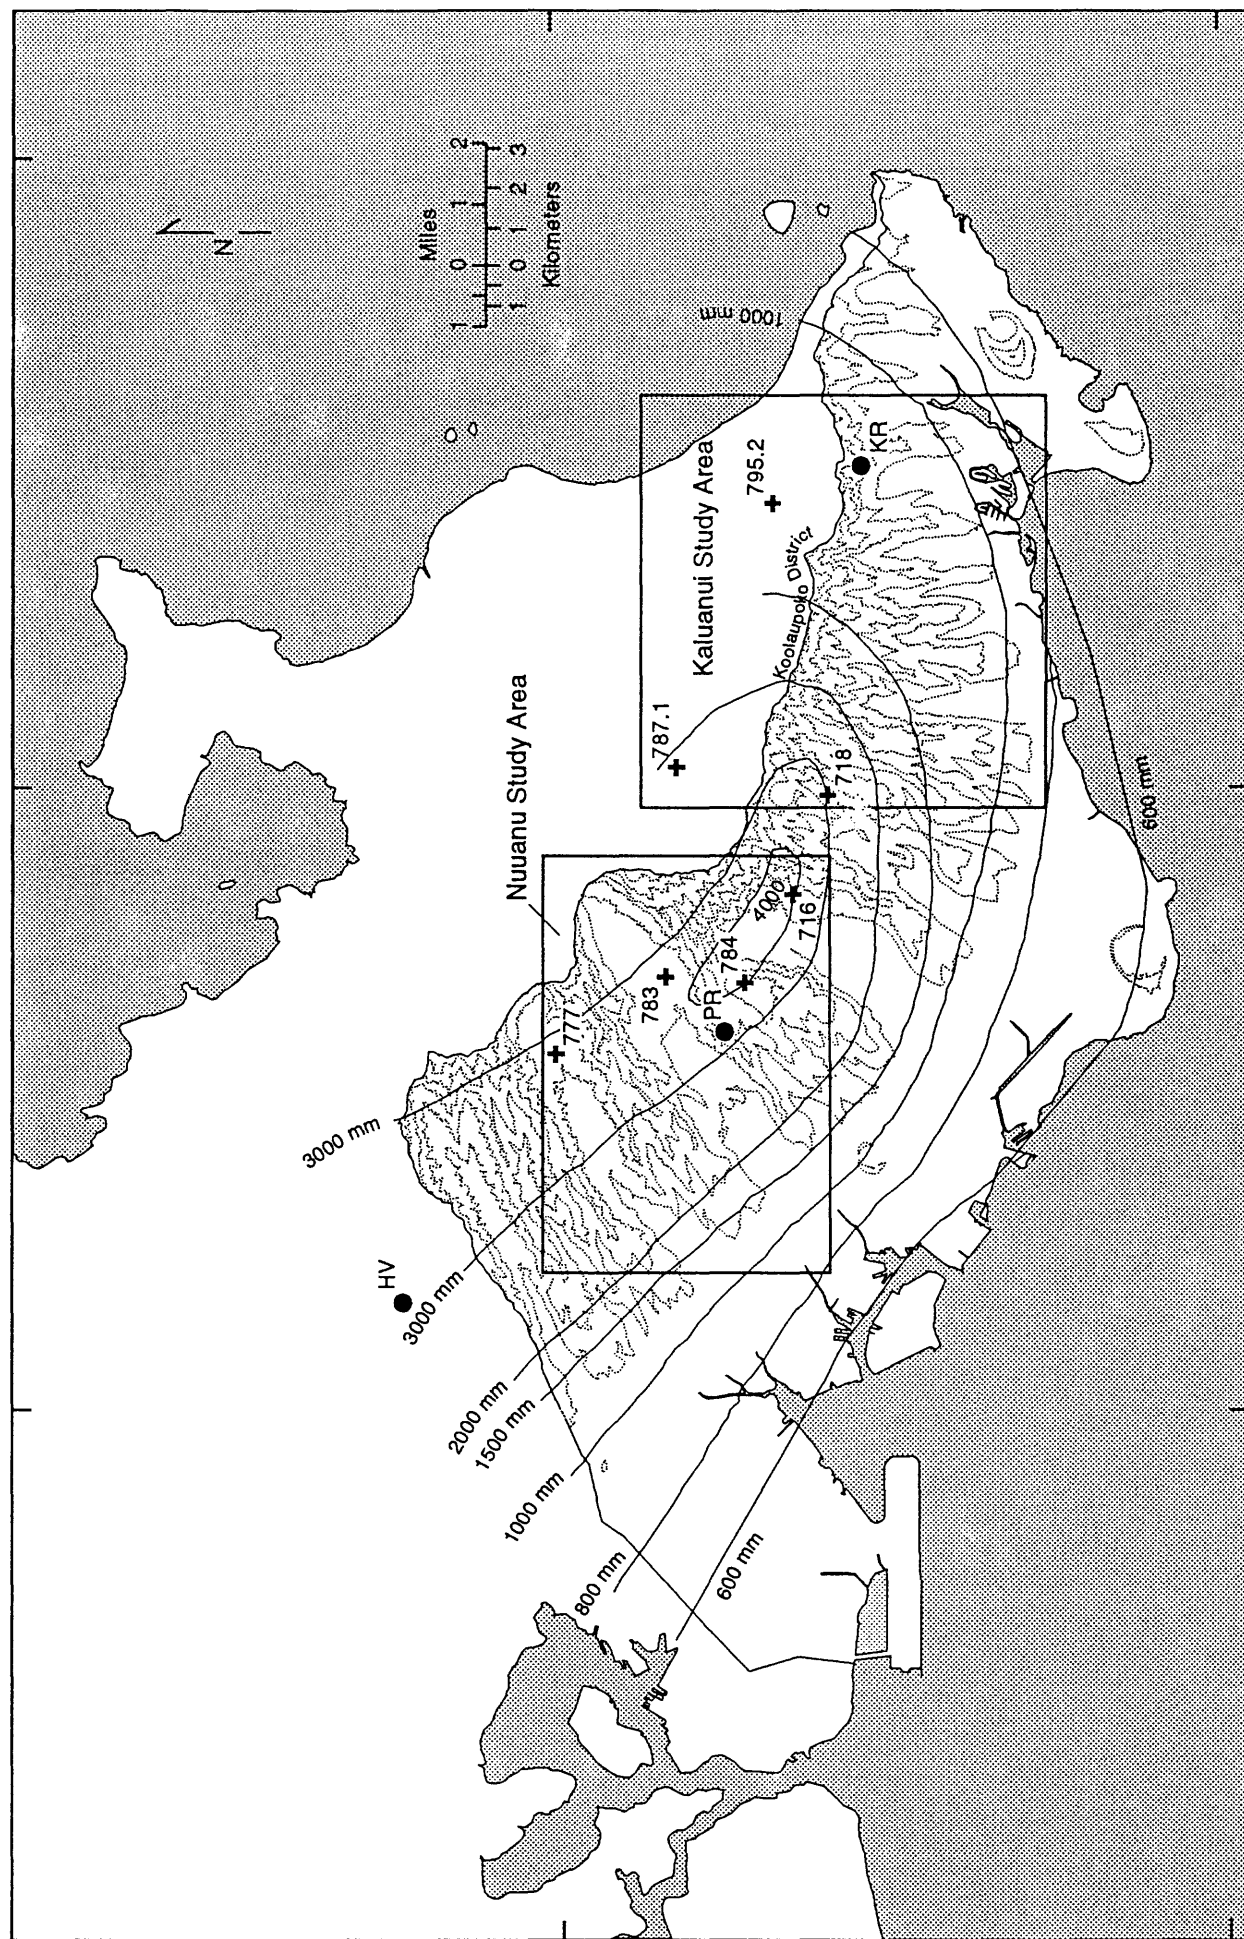 N
Miles
1 0 1 2
1 0 1 2 3
Kilometers
1000 mm
Kaluanui Study Area
795.2
KR
Koolaupoko District
787.1
718
600 mm
Nuuanu Study Area
4000
716
784
783
PR
777
3000 mm
HV
3000 mm
2000 mm
1500 mm
1000 mm
800 mm
600 mm